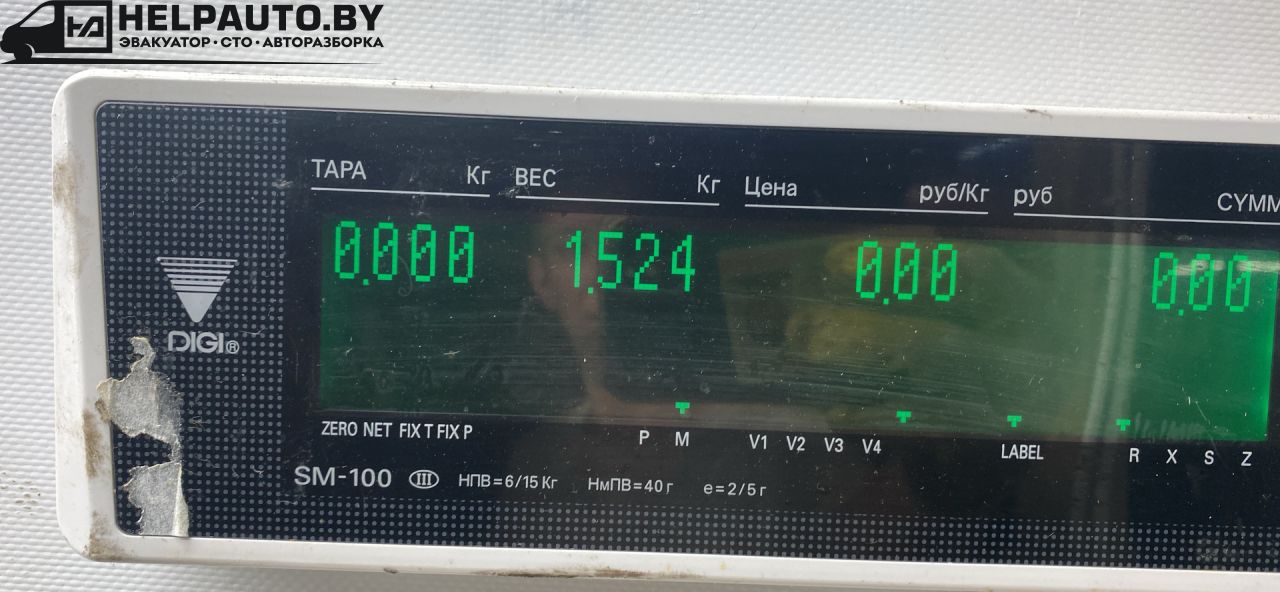 HELPAUTO.BY
ЭВАКУАТОР·СТО·АВТОРАЗБОРКА
ТАРА Кг ВЕС Кг Цена руб/Кг руб СУММ
0.000 1.524 0.00 0.00
DIGI®
ZERO NET FIX T FIX P P M V1 V2 V3 V4 LABEL R X S Z
SM-100 III НПВ=6/15 Кг НмПВ=40 г e=2/5 г